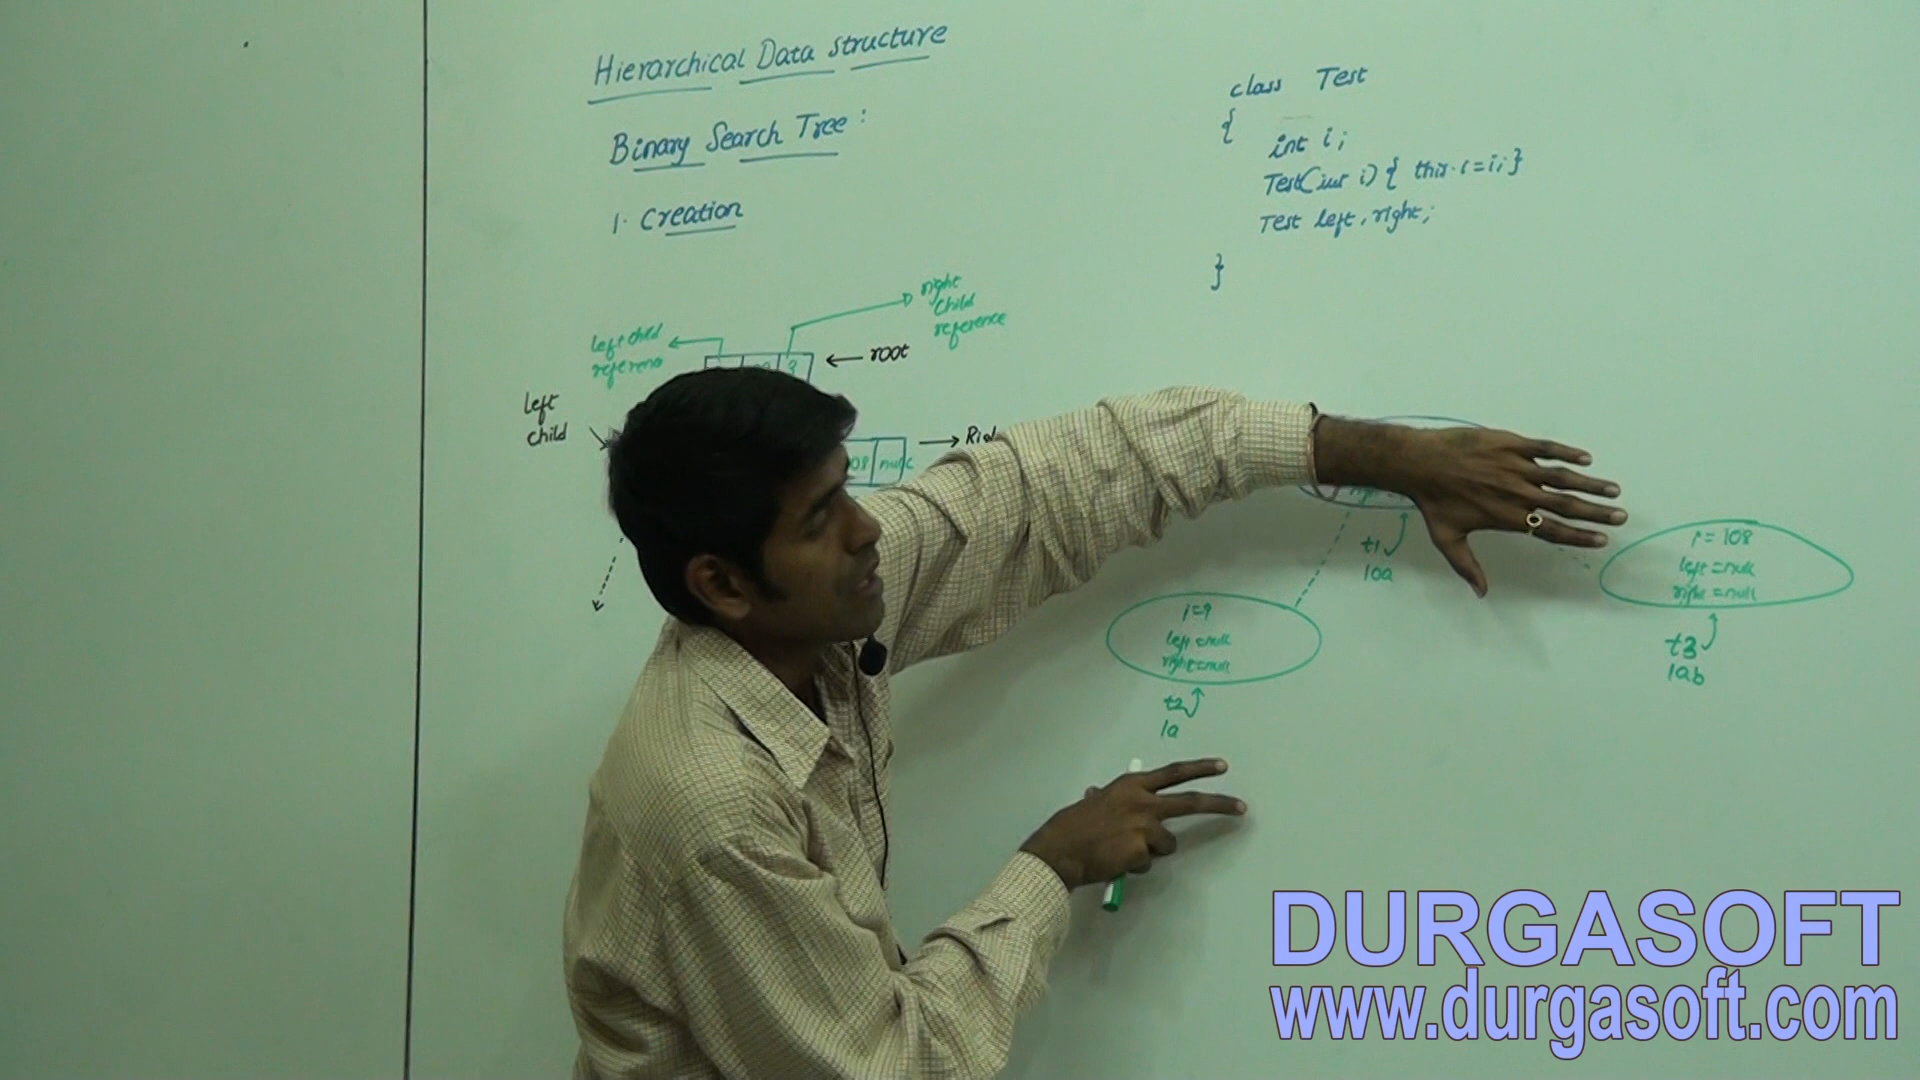 Hierarchical Data structure
Binary Search Tree :
1. Creation
left child
reference
right
child
reference
root
left
child
08 null
class Test
{
int i;
Test(int i) { this.i=i; }
Test left, right;
}
t1
10a
i=9
left=null
right=null
t2
1a
i=108
left=null
right=null
t3
1ab
DURGASOFT
www.durgasoft.com